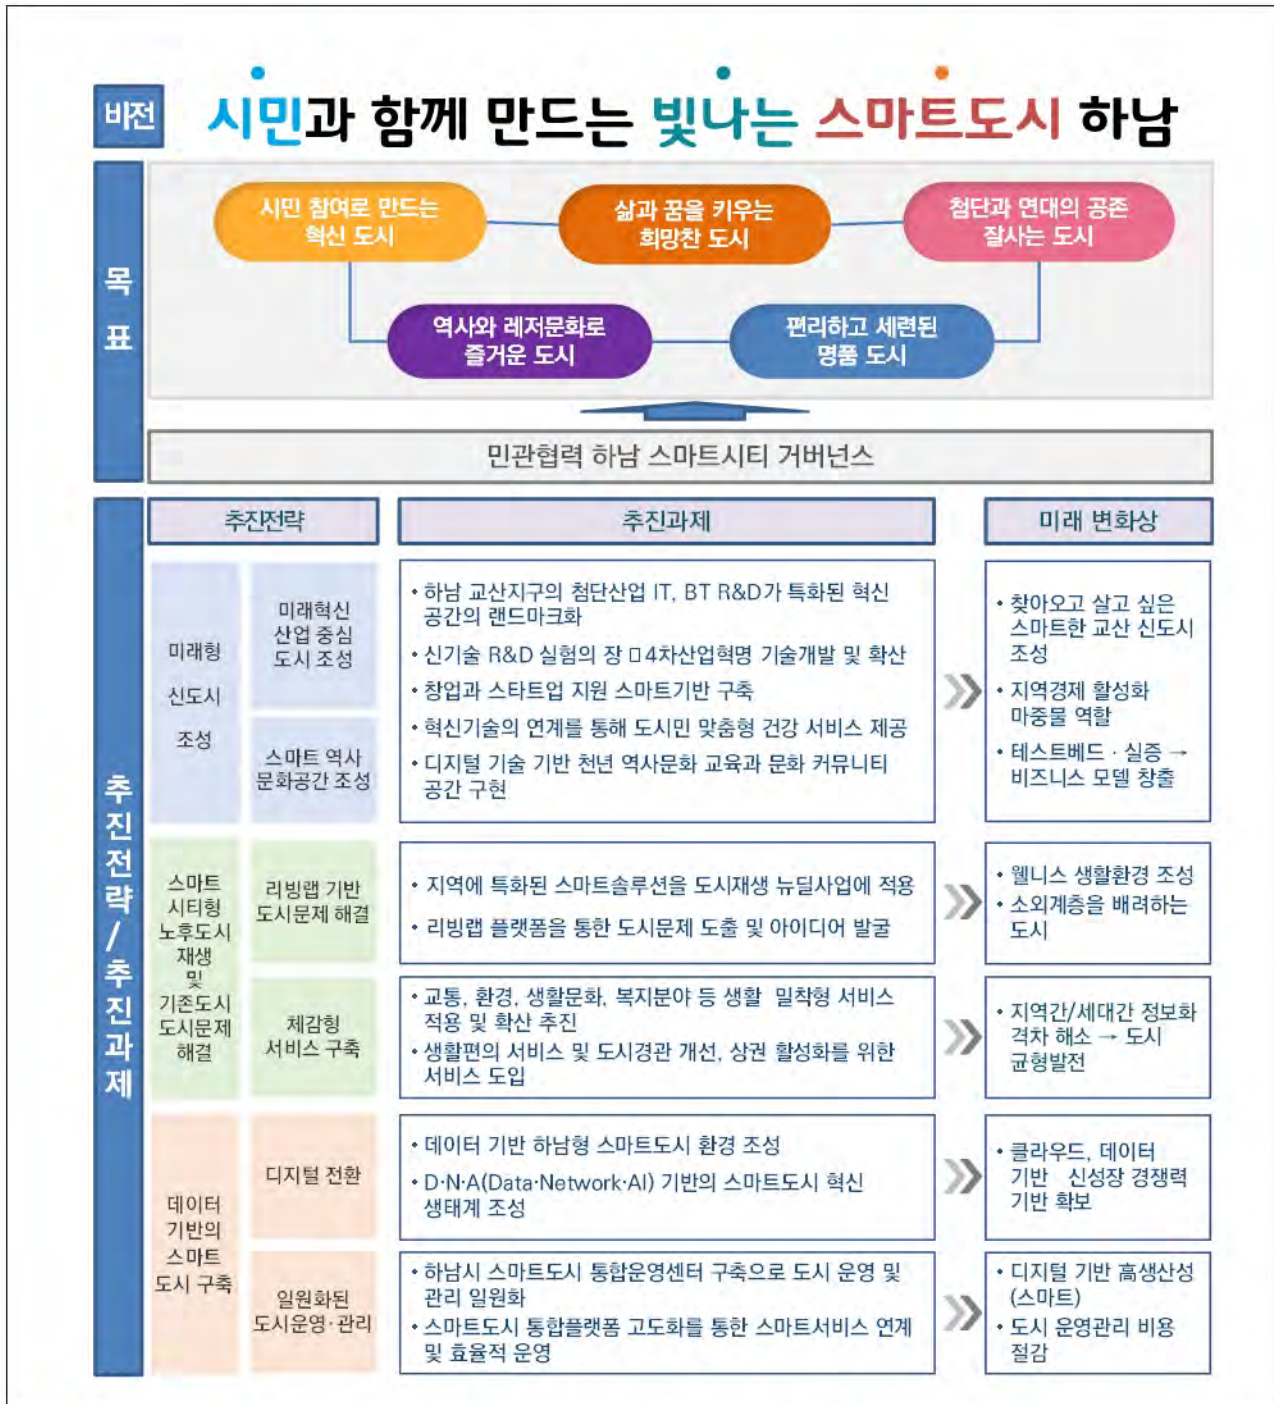 비전
시민과 함께 만드는 빛나는 스마트도시 하남
목
표
시민 참여로 만드는
혁신 도시
삶과 꿈을 키우는
희망찬 도시
첨단과 연대의 공존
잘사는 도시
역사와 레저문화로
즐거운 도시
편리하고 세련된
명품 도시
민관협력 하남 스마트시티 거버넌스
추진전략/추진과제
추진전략
추진과제
미래 변화상
미래형
신도시
조성
미래혁신
산업 중심
도시 조성
스마트 역사
문화공간 조성
• 하남 교산지구의 첨단산업 IT, BT R&D가 특화된 혁신
공간의 랜드마크화
• 신기술 R&D 실험의 장 □ 4차산업혁명 기술개발 및 확산
• 창업과 스타트업 지원 스마트기반 구축
• 혁신기술의 연계를 통해 도시민 맞춤형 건강 서비스 제공
• 디지털 기술 기반 천년 역사문화 교육과 문화 커뮤니티
공간 구현
• 찾아오고 살고 싶은
스마트한 교산 신도시
조성
• 지역경제 활성화
마중물 역할
• 테스트베드 · 실증 →
비즈니스 모델 창출
스마트
시티형
노후도시
재생
및
기존도시
도시문제
해결
리빙랩 기반
도시문제 해결
• 지역에 특화된 스마트솔루션을 도시재생 뉴딜사업에 적용
• 리빙랩 플랫폼을 통한 도시문제 도출 및 아이디어 발굴
• 웰니스 생활환경 조성
• 소외계층을 배려하는
도시
체감형
서비스 구축
• 교통, 환경, 생활문화, 복지분야 등 생활 밀착형 서비스
적용 및 확산 추진
• 생활편의 서비스 및 도시경관 개선, 상권 활성화를 위한
서비스 도입
• 지역간/세대간 정보화
격차 해소 → 도시
균형발전
데이터
기반의
스마트
도시 구축
디지털 전환
• 데이터 기반 하남형 스마트도시 환경 조성
• D·N·A(Data·Network·AI) 기반의 스마트도시 혁신
생태계 조성
• 클라우드, 데이터
기반 신성장 경쟁력
기반 확보
일원화된
도시운영·관리
• 하남시 스마트도시 통합운영센터 구축으로 도시 운영 및
관리 일원화
• 스마트도시 통합플랫폼 고도화를 통한 스마트서비스 연계
및 효율적 운영
• 디지털 기반 高생산성
(스마트)
• 도시 운영관리 비용
절감